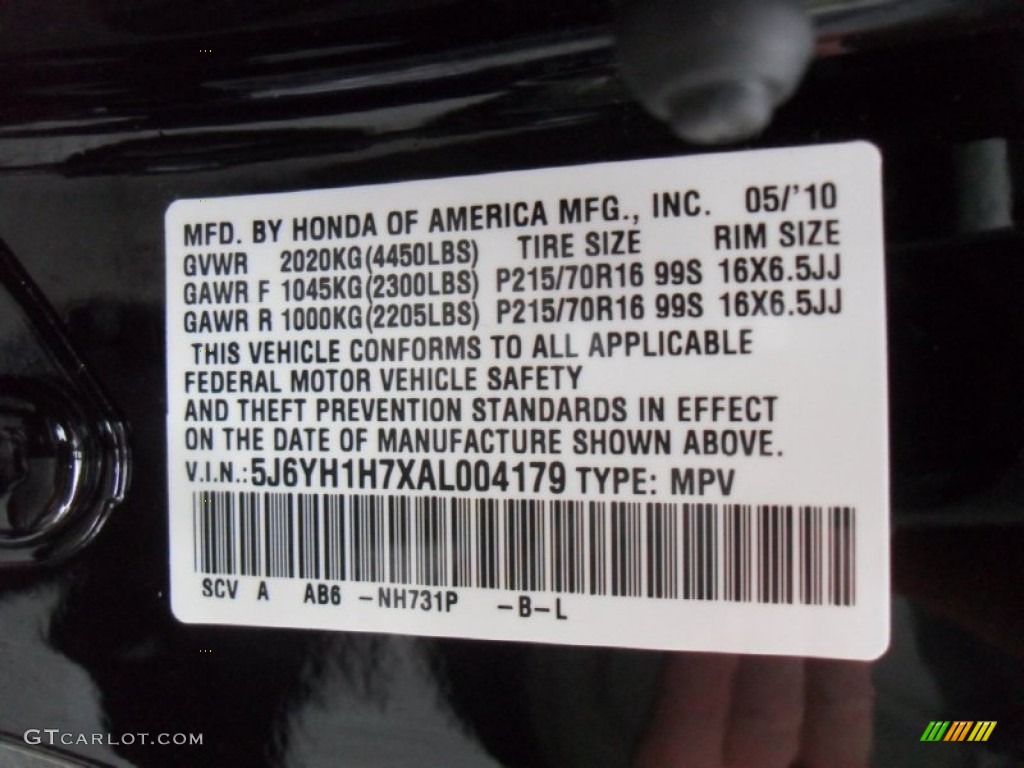 MFD. BY HONDA OF AMERICA MFG., INC. 05/'10
GVWR 2020KG(4450LBS) TIRE SIZE RIM SIZE
GAWR F 1045KG(2300LBS) P215/70R16 99S 16X6.5JJ
GAWR R 1000KG(2205LBS) P215/70R16 99S 16X6.5JJ
THIS VEHICLE CONFORMS TO ALL APPLICABLE
FEDERAL MOTOR VEHICLE SAFETY
AND THEFT PREVENTION STANDARDS IN EFFECT
ON THE DATE OF MANUFACTURE SHOWN ABOVE.
V.I.N.:5J6YH1H7XAL004179 TYPE: MPV
SCV A AB6 -NH731P -B-L
GTCARLOT.COM